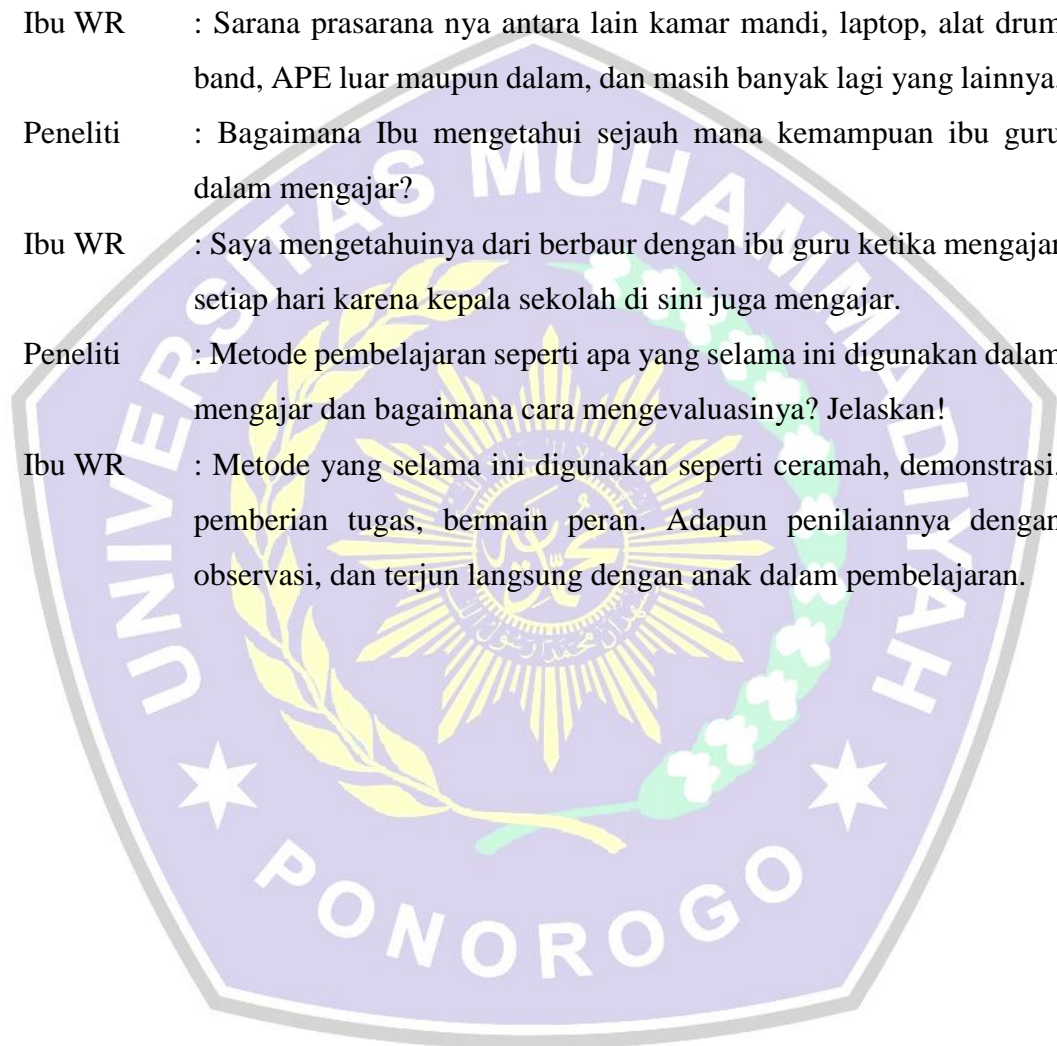 Ibu WR : Sarana prasarana nya antara lain kamar mandi, laptop, alat drum
band, APE luar maupun dalam, dan masih banyak lagi yang lainnya.
Peneliti : Bagaimana Ibu mengetahui sejauh mana kemampuan ibu guru
dalam mengajar?
Ibu WR : Saya mengetahuinya dari berbaur dengan ibu guru ketika mengajar
setiap hari karena kepala sekolah di sini juga mengajar.
Peneliti : Metode pembelajaran seperti apa yang selama ini digunakan dalam
mengajar dan bagaimana cara mengevaluasinya? Jelaskan!
Ibu WR : Metode yang selama ini digunakan seperti ceramah, demonstrasi,
pemberian tugas, bermain peran. Adapun penilaiannya dengan
observasi, dan terjun langsung dengan anak dalam pembelajaran.
UNIVERSITAS MUHAMMADIYAH
PONOROGO